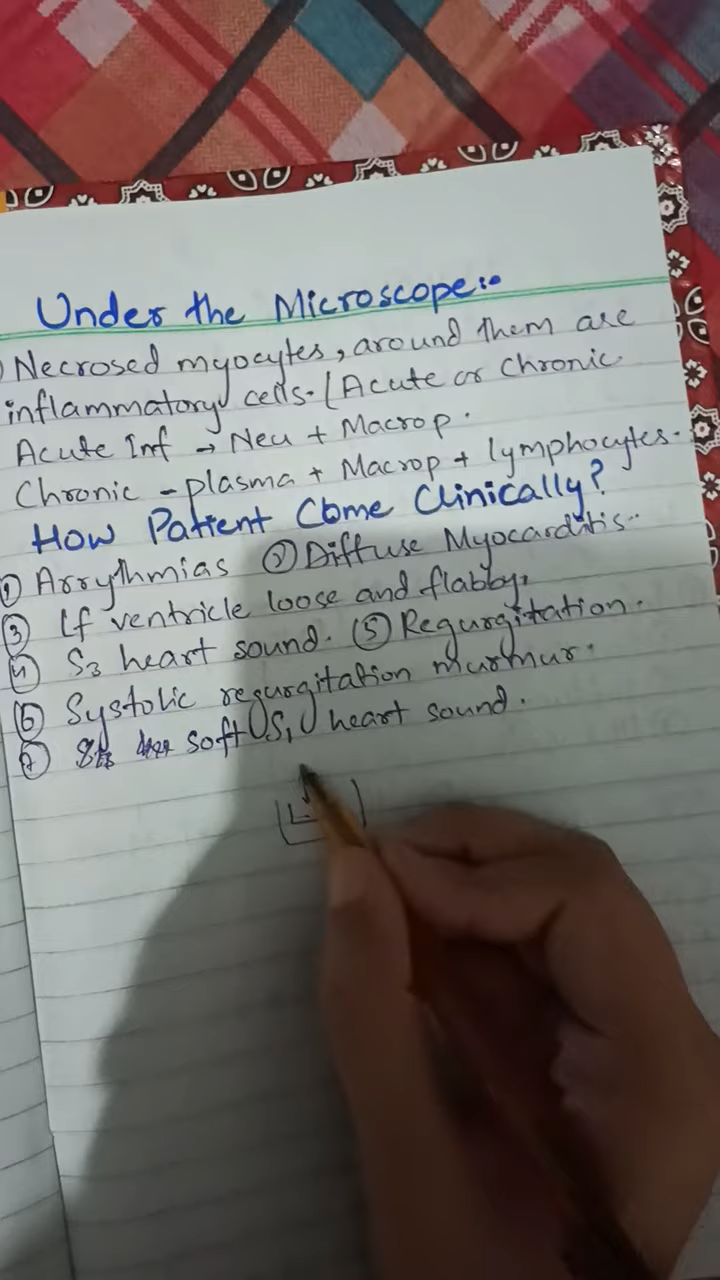 Under the Microscope:-
) Necrosed myocytes, around them are
inflammatory cells. (Acute or Chronic
Acute Inf → Neu + Macrop.
Chronic - plasma + Macrop + lymphocytes.
How Patient Come Clinically?
① Arrythmias ② Diffuse Myocarditis..
③ If ventricle loose and flabby,
④ S3 heart sound. ⑤ Regurgitation.
⑥ Systolic regurgitation murmur.
⑦ soft S1 heart sound.